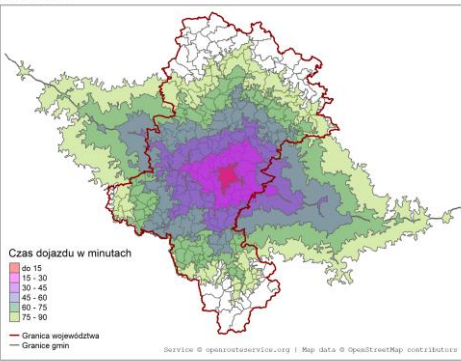 Czas dojazdu w minutach
do 15
15 - 30
30 - 45
45 - 60
60 - 75
75 - 90
Granica województwa
Granice gmin
Service © openrouteservice.org | Map data © OpenStreetMap contributors